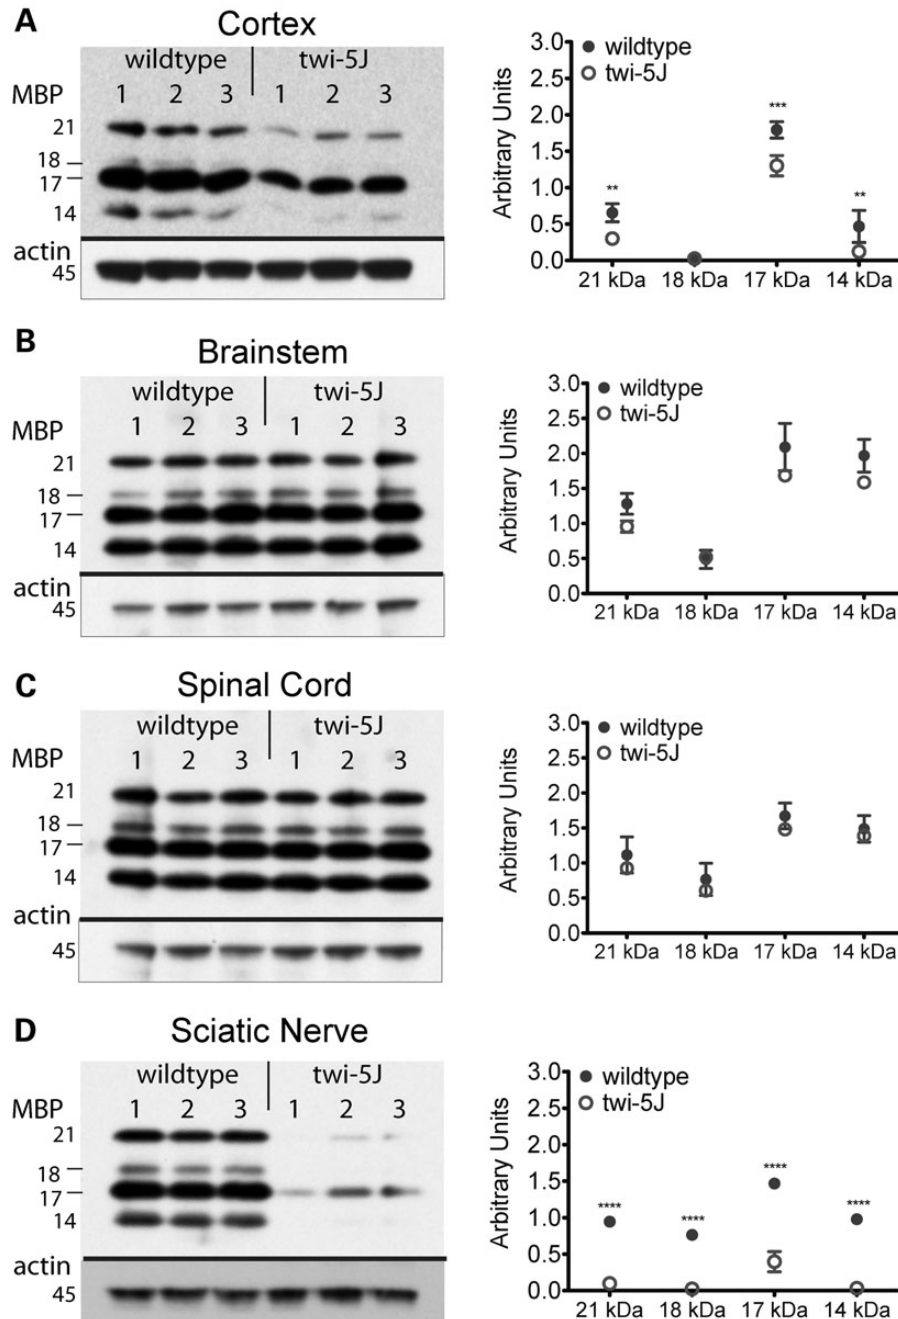 A
Cortex
wildtype twi-5J
MBP 1 2 3 1 2 3
21
18
17
14
actin
45
3.0
2.5
2.0
1.5
1.0
0.5
0.0
Arbitrary Units
wildtype
twi-5J
** *** **
21 kDa 18 kDa 17 kDa 14 kDa
B
Brainstem
wildtype twi-5J
MBP 1 2 3 1 2 3
21
18
17
14
actin
45
3.0
2.5
2.0
1.5
1.0
0.5
0.0
Arbitrary Units
wildtype
twi-5J
21 kDa 18 kDa 17 kDa 14 kDa
C
Spinal Cord
wildtype twi-5J
MBP 1 2 3 1 2 3
21
18
17
14
actin
45
3.0
2.5
2.0
1.5
1.0
0.5
0.0
Arbitrary Units
wildtype
twi-5J
21 kDa 18 kDa 17 kDa 14 kDa
D
Sciatic Nerve
wildtype twi-5J
MBP 1 2 3 1 2 3
21
18
17
14
actin
45
3.0
2.5
2.0
1.5
1.0
0.5
0.0
Arbitrary Units
wildtype
twi-5J
**** **** **** ****
21 kDa 18 kDa 17 kDa 14 kDa